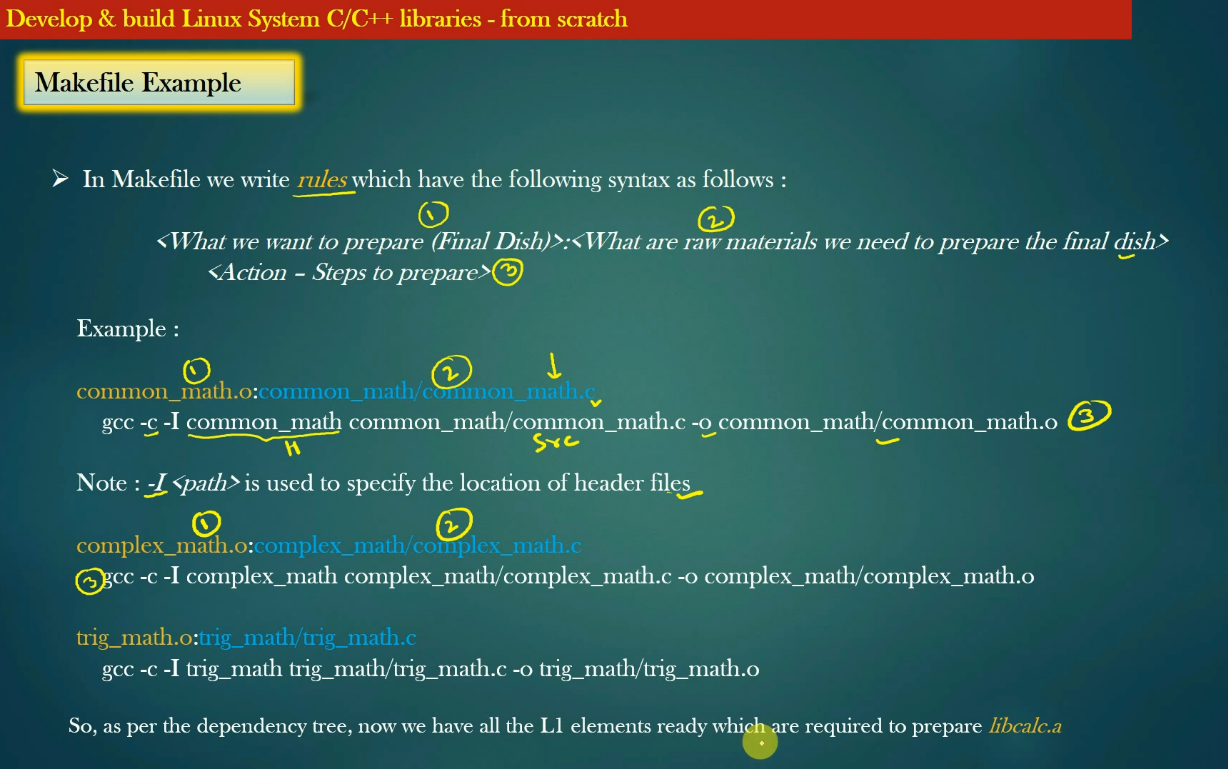 Develop & build Linux System C/C++ libraries - from scratch
Makefile Example
➢ In Makefile we write rules which have the following syntax as follows :
1 2
<What we want to prepare (Final Dish)>:<What are raw materials we need to prepare the final dish>
<Action – Steps to prepare> 3
Example :
1 2
common_math.o:common_math/common_math.c
gcc -c -I common_math common_math/common_math.c -o common_math/common_math.o 3
H src
Note : -I <path> is used to specify the location of header files
1 2
complex_math.o:complex_math/complex_math.c
3 gcc -c -I complex_math complex_math/complex_math.c -o complex_math/complex_math.o
trig_math.o:trig_math/trig_math.c
gcc -c -I trig_math trig_math/trig_math.c -o trig_math/trig_math.o
So, as per the dependency tree, now we have all the L1 elements ready which are required to prepare libcalc.a